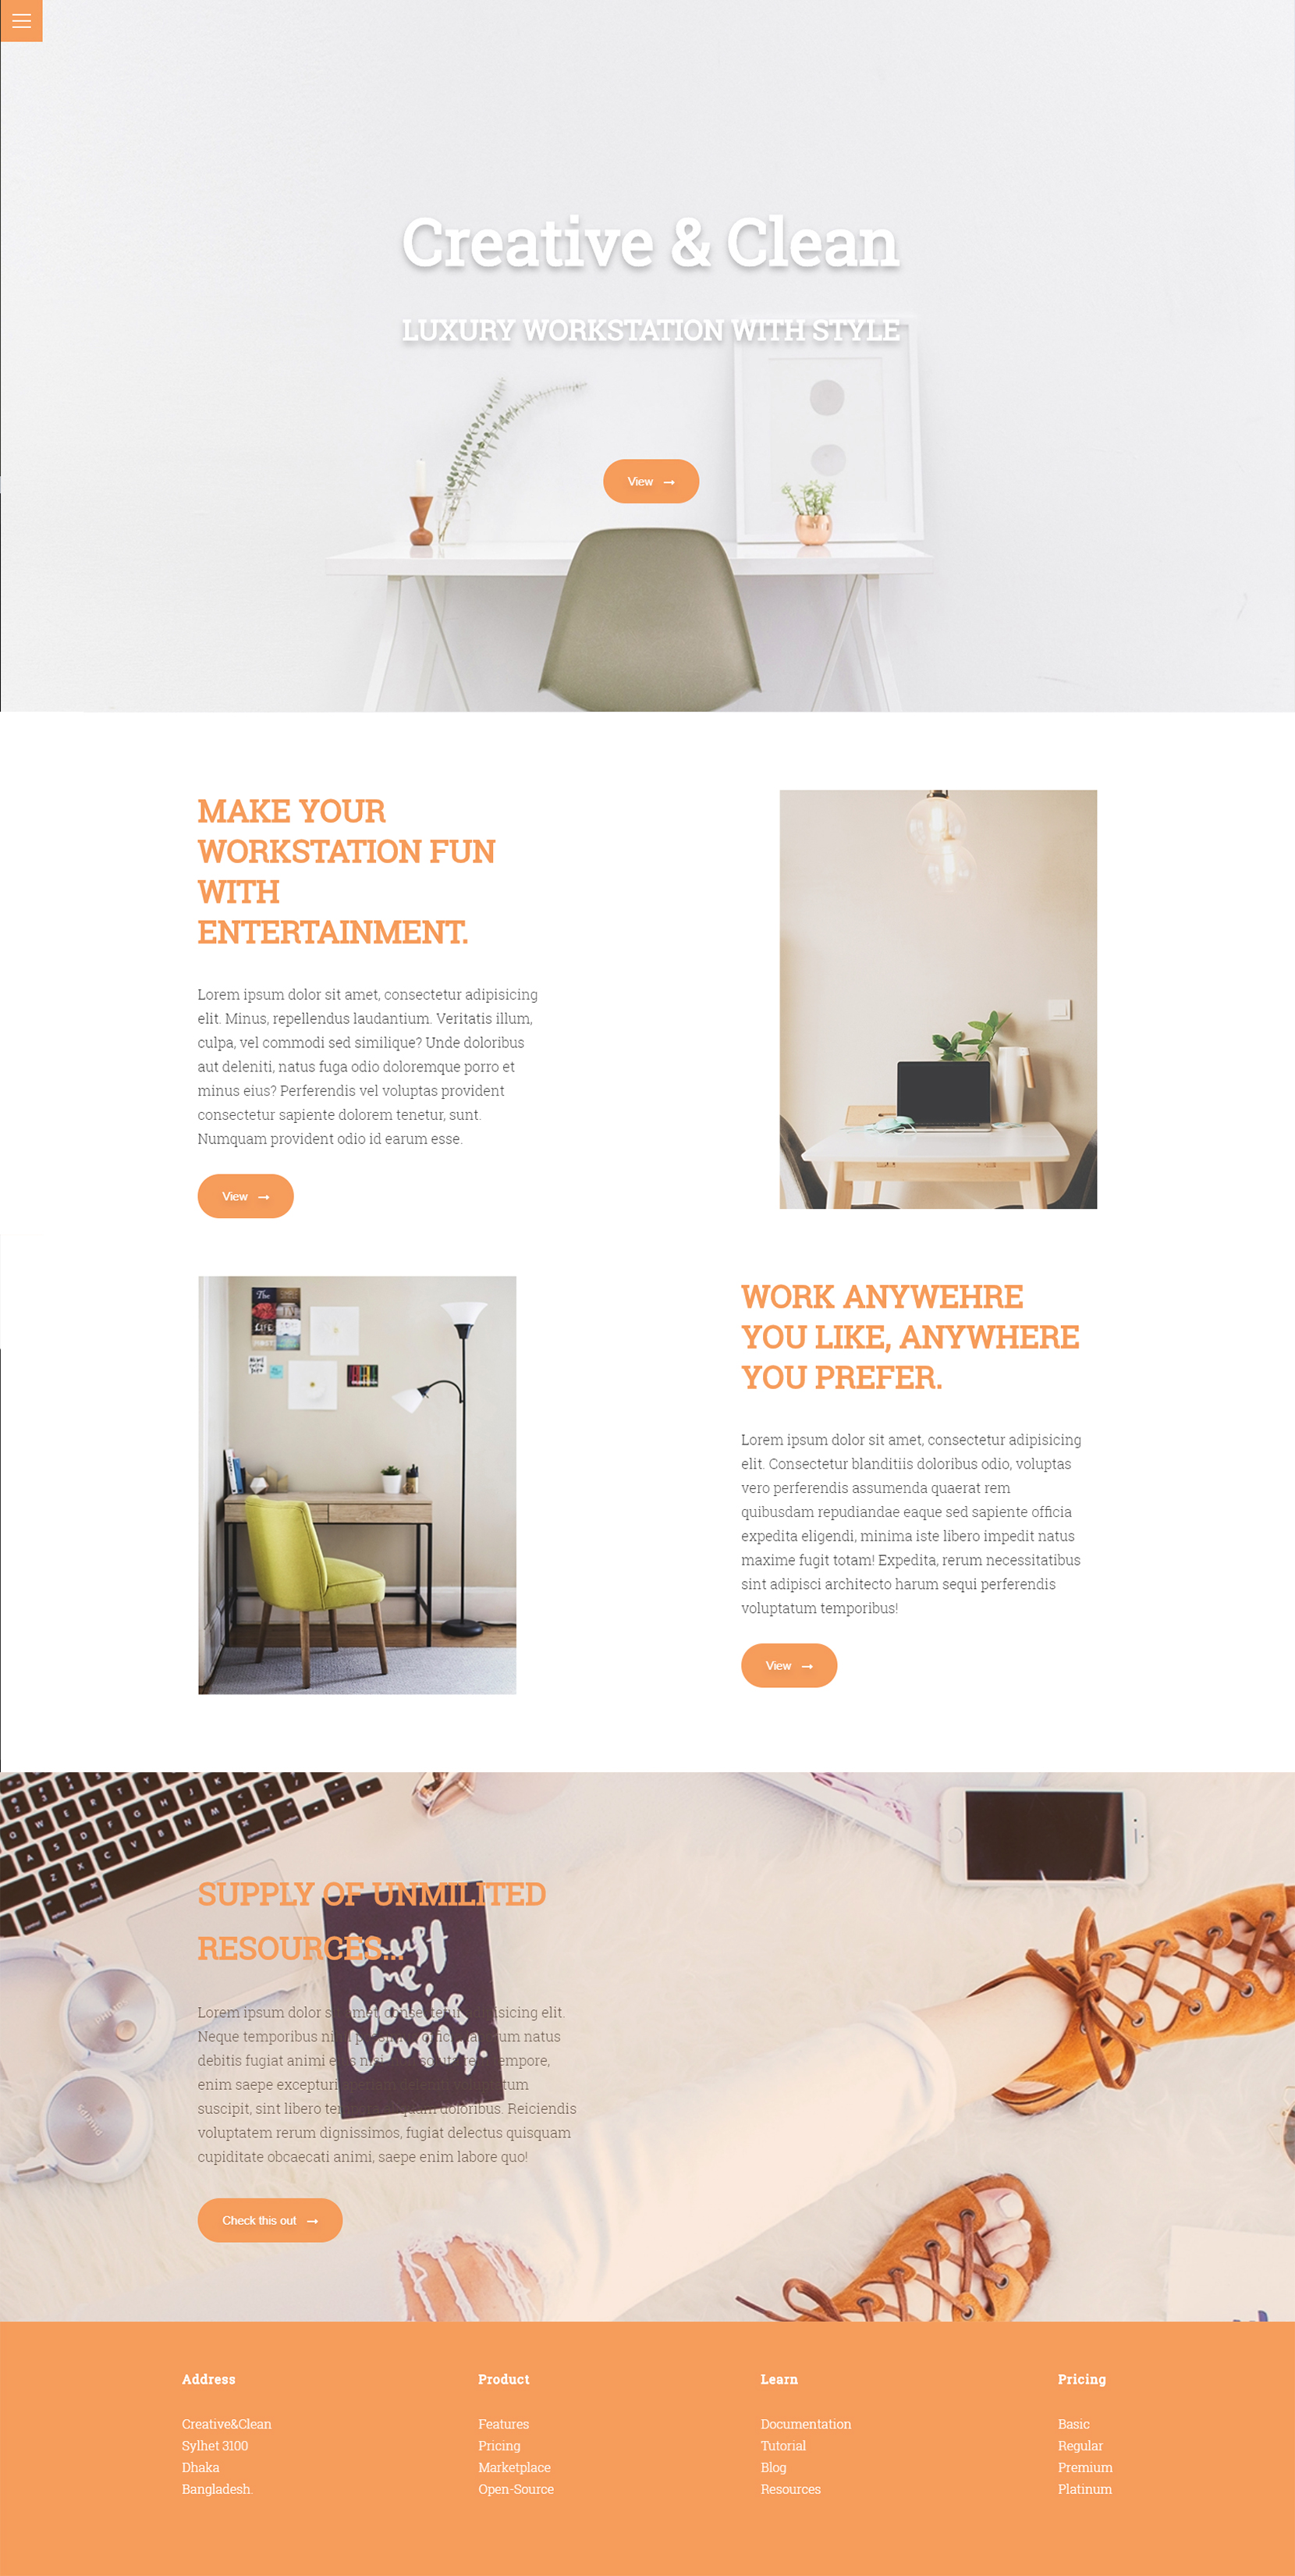 Creative & Clean
LUXURY WORKSTATION WITH STYLE
View
MAKE YOUR
WORKSTATION FUN
WITH
ENTERTAINMENT.
Lorem ipsum dolor sit amet, consectetur adipisicing
elit. Minus, repellendus laudantium. Veritatis illum,
culpa, vel commodi sed similique? Unde doloribus
aut deleniti, natus fuga odio doloremque porro et
minus eius? Perferendis vel voluptas provident
consectetur sapiente dolorem tenetur, sunt.
Numquam provident odio id earum esse.
View
The
LIFE
WORK ANYWEHRE
YOU LIKE, ANYWHERE
YOU PREFER.
Lorem ipsum dolor sit amet, consectetur adipisicing
elit. Consectetur blanditiis doloribus odio, voluptas
vero perferendis assumenda quaerat rem
quibusdam repudiandae eaque sed sapiente officia
expedita eligendi, minima iste libero impedit natus
maxime fugit totam! Expedita, rerum necessitatibus
sint adipisci architecto harum sequi perferendis
voluptatum temporibus!
View
SUPPLY OF UNMILITED
RESOURCES...
Just
me,
lovely.
Lorem ipsum dolor sit amet, consectetur adipisicing elit.
Neque temporibus natus
debitis fugiat animi tempore,
enim saepe excepturi deleniti
suscipit, sint libero doloribus. Reiciendis
voluptatem rerum dignissimos, fugiat delectus quisquam
cupiditate obcaecati animi, saepe enim labore quo!
Check this out
Address
Creative&Clean
Sylhet 3100
Dhaka
Bangladesh.
Product
Features
Pricing
Marketplace
Open-Source
Learn
Documentation
Tutorial
Blog
Resources
Pricing
Basic
Regular
Premium
Platinum